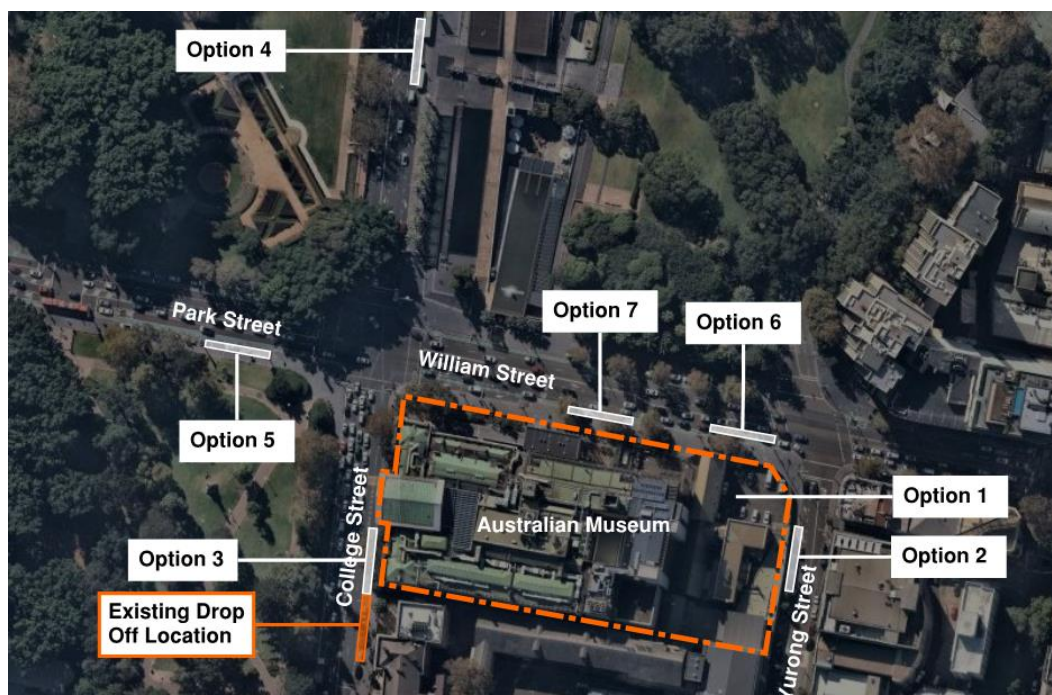 Option 4
Park Street
Option 7
Option 6
William Street
Option 5
Option 1
Australian Museum
College Street
Option 3
Option 2
Existing Drop
Off Location
Yurong Street